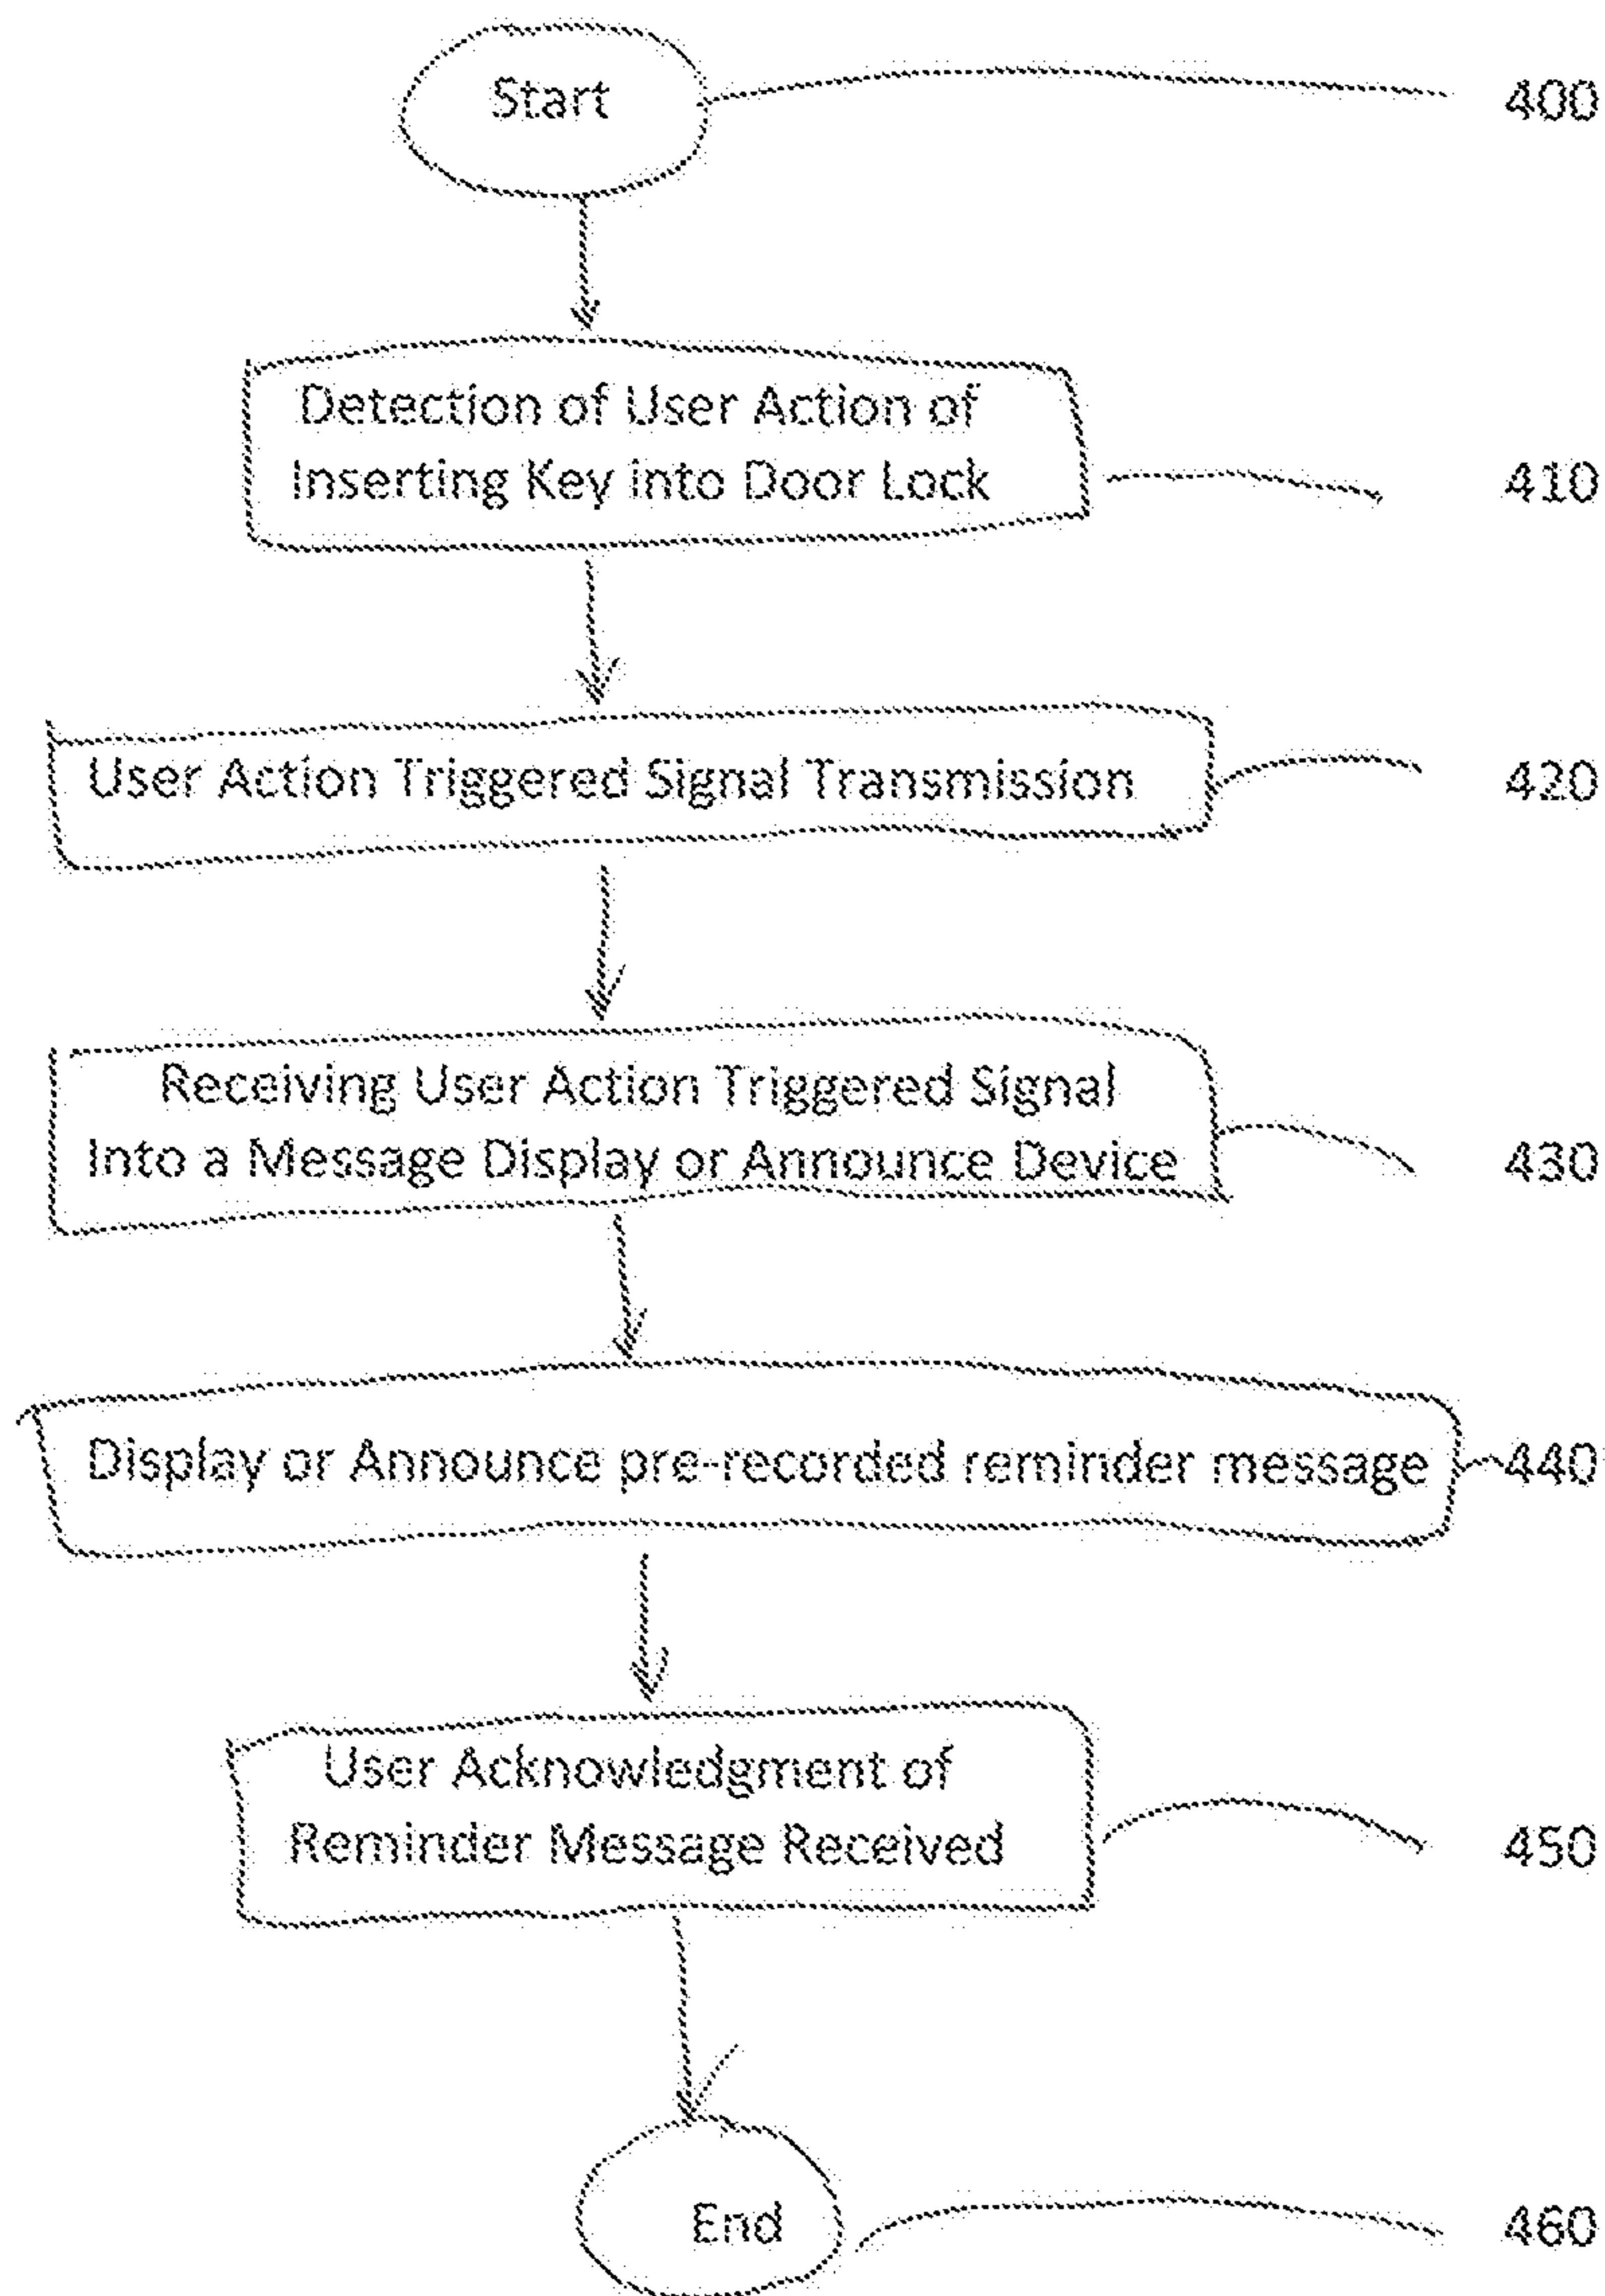 Start
400
Detection of User Action of
Inserting Key into Door Lock
410
User Action Triggered Signal Transmission
420
Receiving User Action Triggered Signal
Into a Message Display or Announce Device
430
Display or Announce pre-recorded reminder message
440
User Acknowledgment of
Reminder Message Received
450
End
460